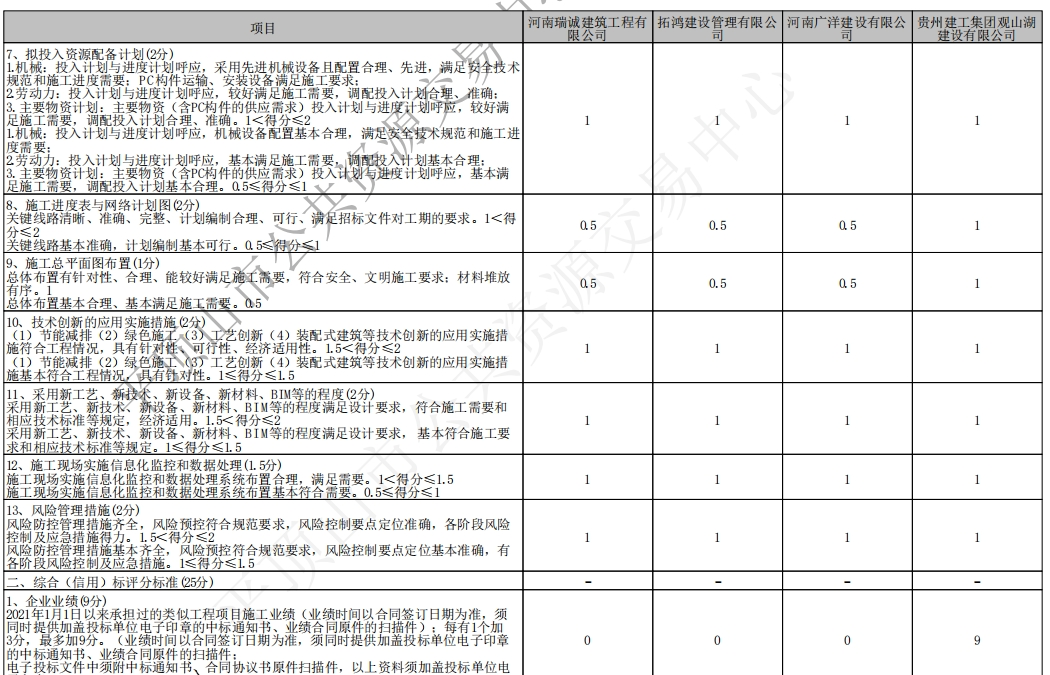 项目
河南瑞诚建筑工程有限公司
拓鸿建设管理有限公司
河南广洋建设有限公司
贵州建工集团观山湖建设有限公司
7、拟投入资源配备计划(2分)
1.机械：投入计划与进度计划呼应，采用先进机械设备且配置合理、先进，满足安全技术
规范和施工进度需要；PC构件运输、安装设备满足施工要求；
2.劳动力：投入计划与进度计划呼应，较好满足施工需要，调配投入计划合理、准确；
3.主要物资计划：主要物资（含PC构件的供应需求）投入计划与进度计划呼应，较好满
足施工需要，调配投入计划合理、准确。1＜得分≤2
1.机械：投入计划与进度计划呼应，机械设备配置基本合理，满足安全技术规范和施工进
度需要；
2.劳动力：投入计划与进度计划呼应，基本满足施工需要，调配投入计划基本合理；
3.主要物资计划：主要物资（含PC构件的供应需求）投入计划与进度计划呼应，基本满
足施工需要，调配投入计划基本合理。0.5≤得分≤1
1 1 1 1
8、施工进度表与网络计划图(2分)
关键线路清晰、准确、完整、计划编制合理、可行、满足招标文件对工期的要求。1＜得
分≤2
关键线路基本准确，计划编制基本可行。0.5≤得分≤1
0.5 0.5 0.5 1
9、施工总平面图布置(1分)
总体布置有针对性、合理、能较好满足施工需要，符合安全、文明施工要求；材料堆放
有序。1
总体布置基本合理、基本满足施工需要。0.5
0.5 0.5 0.5 1
10、技术创新的应用实施措施(2分)
（1）节能减排（2）绿色施工（3）工艺创新（4）装配式建筑等技术创新的应用实施措
施符合工程情况，具有针对性、可行性、经济适用性。1.5＜得分≤2
（1）节能减排（2）绿色施工（3）工艺创新（4）装配式建筑等技术创新的应用实施措
施基本符合工程情况，具有针对性。1≤得分≤1.5
1 1 1 1
11、采用新工艺、新技术、新设备、新材料、BIM等的程度(2分)
采用新工艺、新技术、新设备、新材料、BIM等的程度满足设计要求，符合施工需要和
相应技术标准等规定，经济适用。1.5＜得分≤2
采用新工艺、新技术、新设备、新材料、BIM等的程度满足设计要求， 基本符合施工要
求和相应技术标准等规定。1≤得分≤1.5
1 1 1 1
12、施工现场实施信息化监控和数据处理(1.5分)
施工现场实施信息化监控和数据处理系统布置合理，满足需要。1＜得分≤1.5
施工现场实施信息化监控和数据处理系统布置基本符合需要。0.5≤得分≤1
1 1 1 1
13、风险管理措施(2分)
风险防控管理措施齐全，风险预控符合规范要求，风险控制要点定位准确，各阶段风险
控制及应急措施得力。1.5＜得分≤2
风险防控管理措施基本齐全，风险预控符合规范要求，风险控制要点定位基本准确，有
各阶段风险控制及应急措施。1≤得分≤1.5
1 1 1 1
二、综合（信用）标评分标准(25分)
– – – –
1、企业业绩(9分)
2021年1月1日以来承担过的类似工程项目施工业绩（业绩时间以合同签订日期为准，须
同时提供加盖投标单位电子印章的中标通知书、业绩合同原件的扫描件）；每有1个加
3分，最多加9分。（业绩时间以合同签订日期为准，须同时提供加盖投标单位电子印章
的中标通知书、业绩合同原件的扫描件；
电子投标文件中须附中标通知书、合同协议书原件扫描件，以上资料须加盖投标单位电
0 0 0 9
平顶山市公共资源交易中心
平顶山市公共资源交易中心